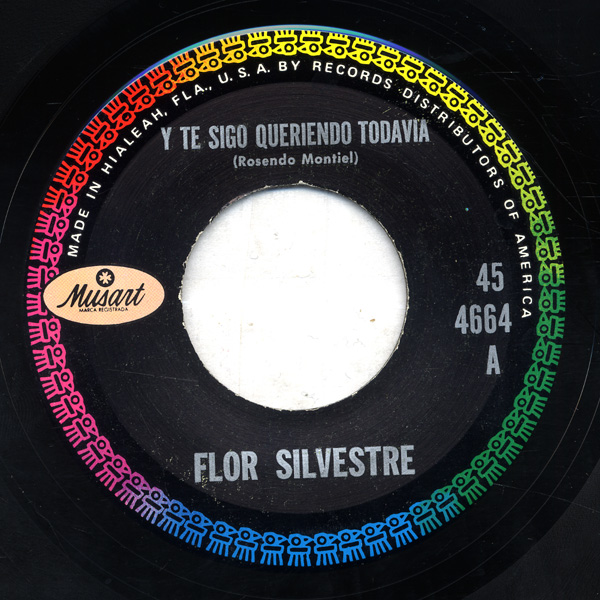 MADE IN HIALEAH, FLA., U.S.A. BY RECORDS DISTRIBUTORS OF AMERICA
Y TE SIGO QUERIENDO TODAVIA
(Rosendo Montiel)
Musart
MARCA REGISTRADA
45
4664
A
FLOR SILVESTRE